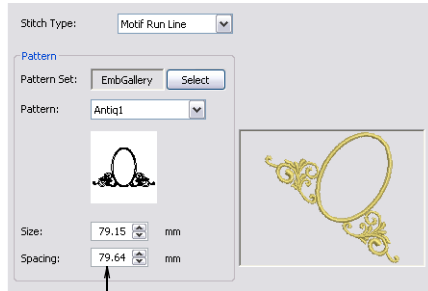 Stitch Type: Motif Run Line
Pattern
Pattern Set: EmbGallery Select
Pattern: Antiq1
Size: 79.15 mm
Spacing: 79.64 mm